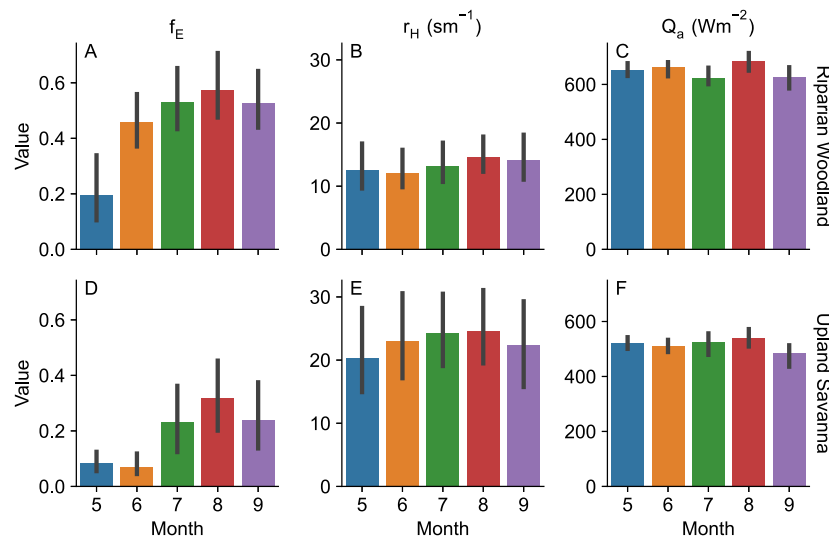 f_E r_H (sm⁻¹) Q_a (Wm⁻²)
A B C
0.6
0.4
0.2
0.0
Value
30
20
10
0
600
400
200
0
Riparian Woodland
D E F
0.6
0.4
0.2
0.0
Value
30
20
10
0
600
400
200
0
Upland Savanna
5 6 7 8 9 5 6 7 8 9 5 6 7 8 9
Month Month Month